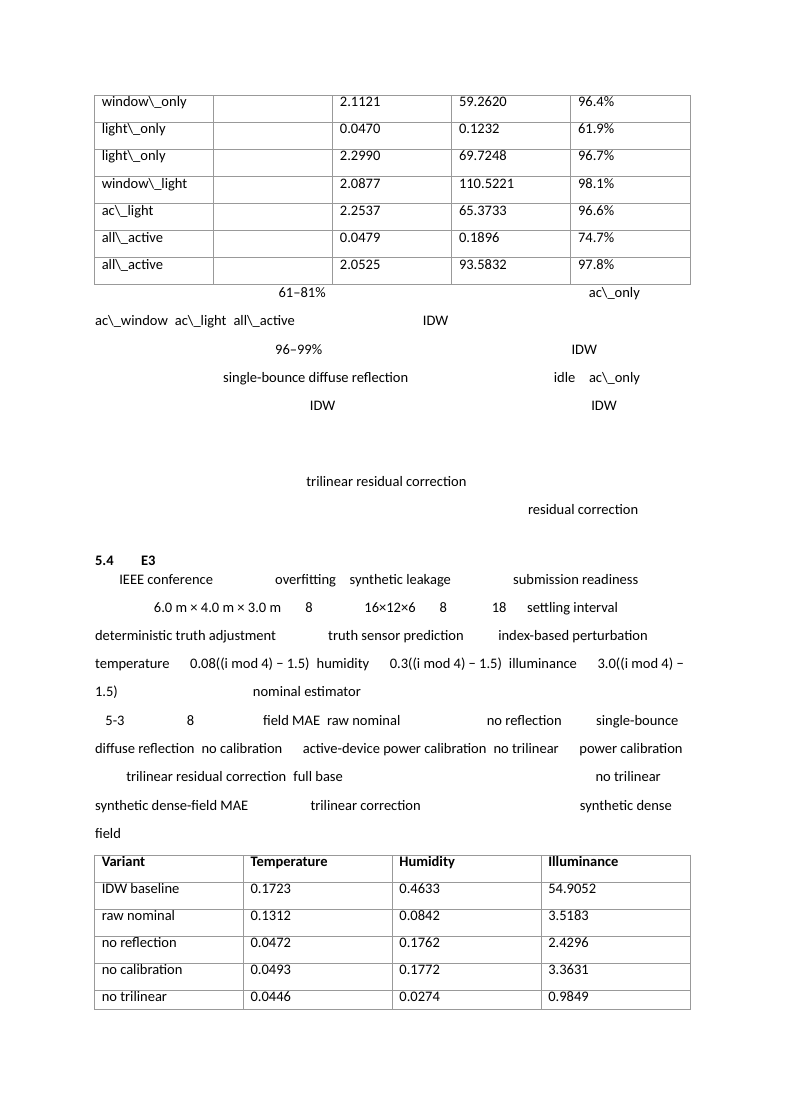 window\_only 2.1121 59.2620 96.4%
light\_only 0.0470 0.1232 61.9%
light\_only 2.2990 69.7248 96.7%
window\_light 2.0877 110.5221 98.1%
ac\_light 2.2537 65.3733 96.6%
all\_active 0.0479 0.1896 74.7%
all\_active 2.0525 93.5832 97.8%
61–81% ac\_only
ac\_window ac\_light all\_active IDW
96–99% IDW
single-bounce diffuse reflection idle ac\_only
IDW IDW
trilinear residual correction
residual correction
5.4 E3
IEEE conference overfitting synthetic leakage submission readiness
6.0 m × 4.0 m × 3.0 m 8 16×12×6 8 18 settling interval
deterministic truth adjustment truth sensor prediction index-based perturbation
temperature 0.08((i mod 4) − 1.5) humidity 0.3((i mod 4) − 1.5) illuminance 3.0((i mod 4) −
1.5) nominal estimator
5-3 8 field MAE raw nominal no reflection single-bounce
diffuse reflection no calibration active-device power calibration no trilinear power calibration
trilinear residual correction full base no trilinear
synthetic dense-field MAE trilinear correction synthetic dense
field
Variant Temperature Humidity Illuminance
IDW baseline 0.1723 0.4633 54.9052
raw nominal 0.1312 0.0842 3.5183
no reflection 0.0472 0.1762 2.4296
no calibration 0.0493 0.1772 3.3631
no trilinear 0.0446 0.0274 0.9849